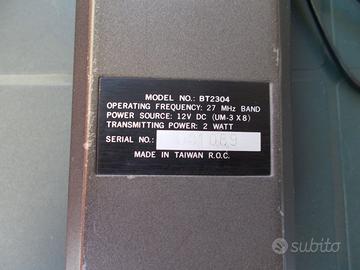 MODEL NO.: BT2304
OPERATING FREQUENCY: 27 MHz BAND
POWER SOURCE: 12V DC (UM-3 X 8)
TRANSMITTING POWER: 2 WATT
SERIAL NO.:
MADE IN TAIWAN R.O.C.
subito